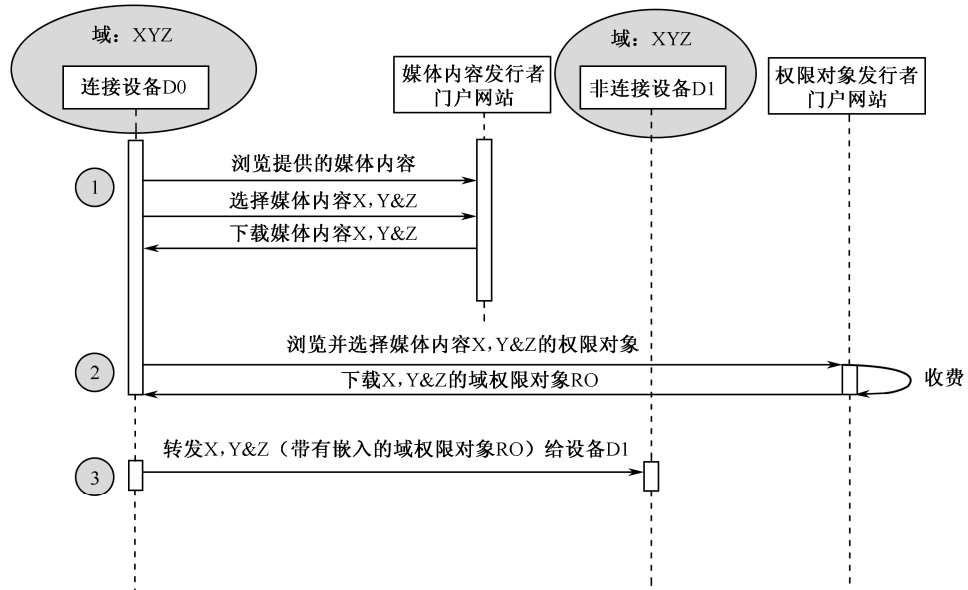 域：XYZ
连接设备D0
媒体内容发行者
门户网站
域：XYZ
非连接设备D1
权限对象发行者
门户网站
1
浏览提供的媒体内容
选择媒体内容X，Y&Z
下载媒体内容X，Y&Z
2
浏览并选择媒体内容X，Y&Z的权限对象
下载X，Y&Z的域权限对象RO
收费
3
转发X，Y&Z（带有嵌入的域权限对象RO）给设备D1